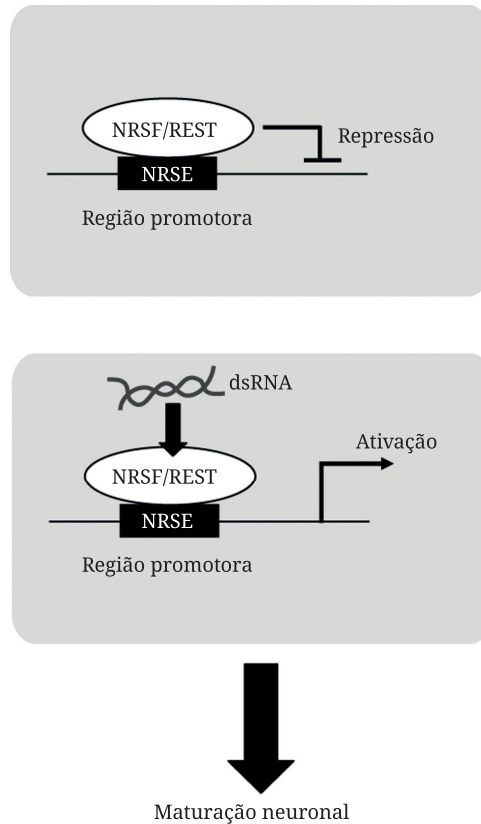 NRSF/REST
Repressão
NRSE
Região promotora
dsRNA
Ativação
NRSF/REST
NRSE
Região promotora
Maturação neuronal